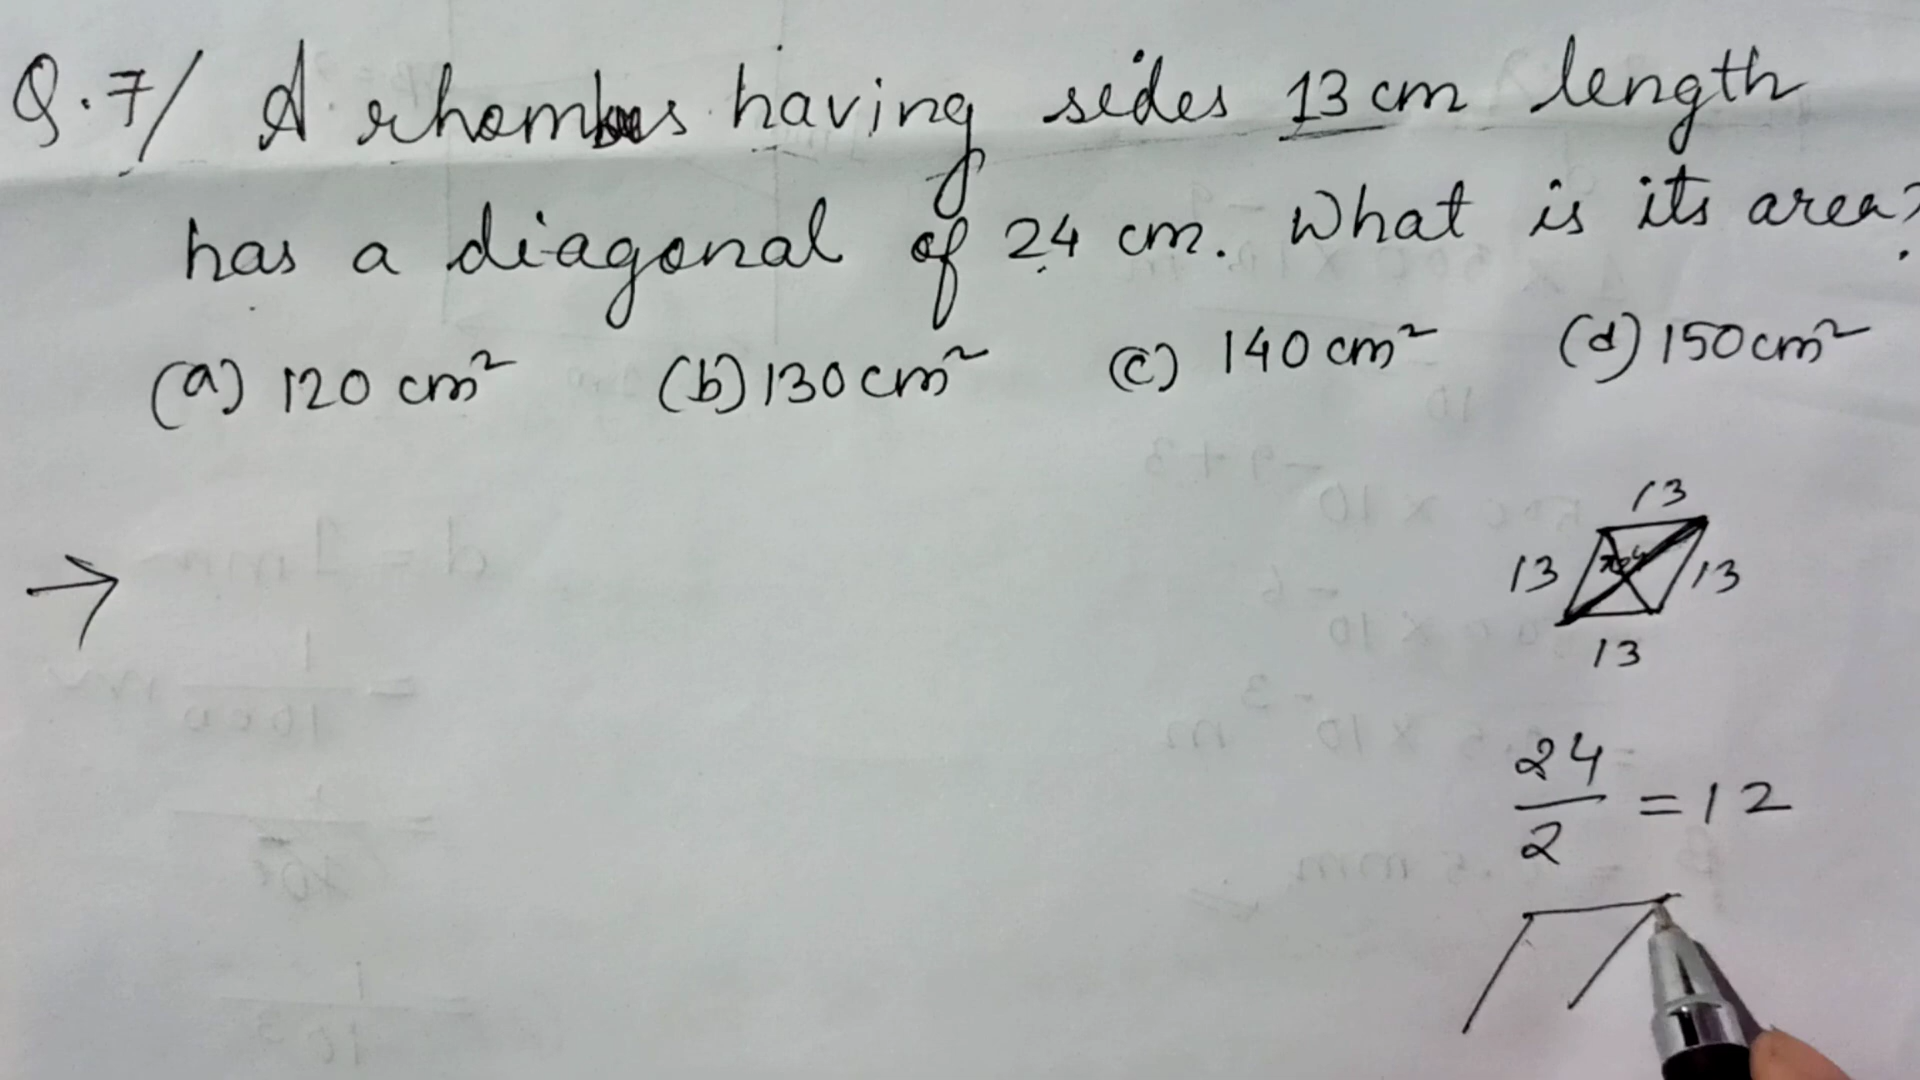 Q.7/ A rhombus having sides 13 cm length
has a diagonal of 24 cm. What is its area?
(a) 120 cm² (b) 130 cm² (c) 140 cm² (d) 150 cm²
→
13
13 13
13
24/2 = 12